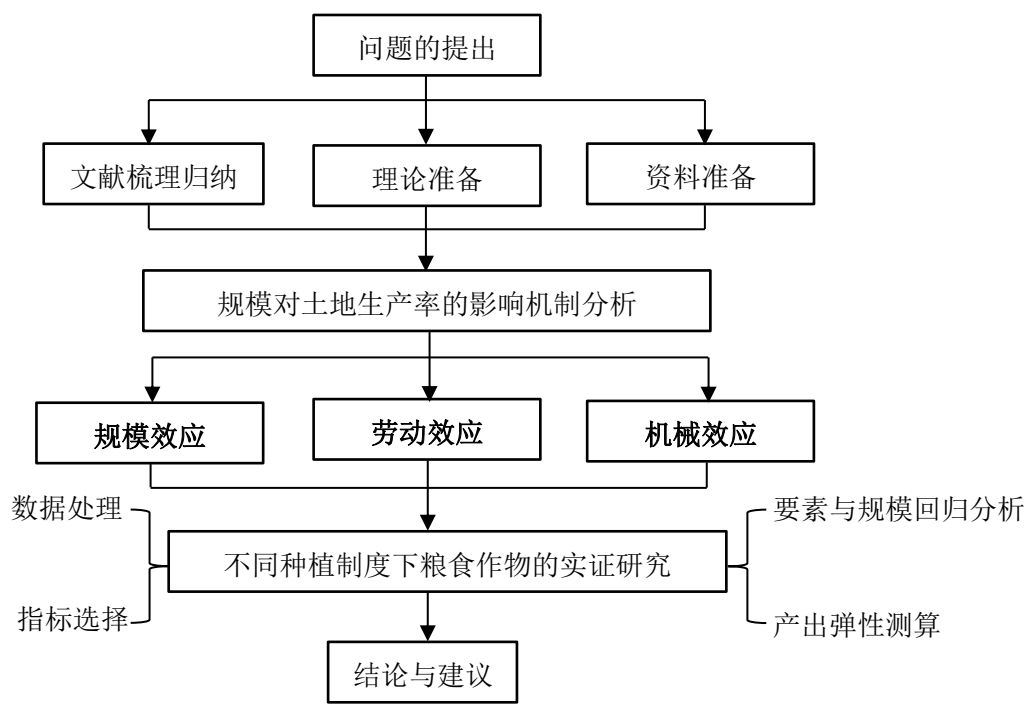 问题的提出
文献梳理归纳
理论准备
资料准备
规模对土地生产率的影响机制分析
规模效应
劳动效应
机械效应
数据处理
要素与规模回归分析
不同种植制度下粮食作物的实证研究
指标选择
产出弹性测算
结论与建议